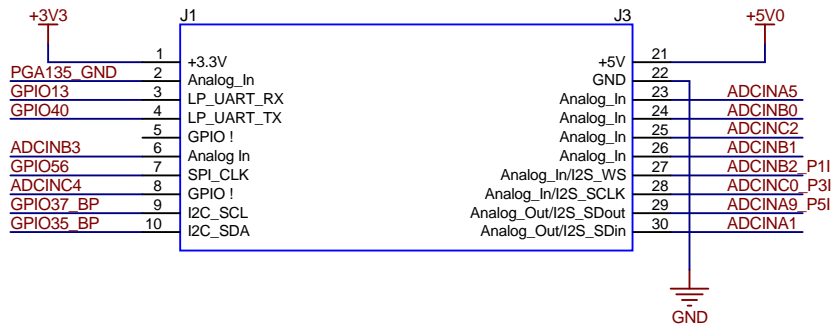 +3V3 J1 J3 +5V0
1 +3.3V +5V 21
PGA135_GND 2 Analog_In GND 22
GPIO13 3 LP_UART_RX Analog_In 23 ADCINA5
GPIO40 4 LP_UART_TX Analog_In 24 ADCINB0
5 GPIO ! Analog_In 25 ADCINC2
ADCINB3 6 Analog In Analog_In 26 ADCINB1
GPIO56 7 SPI_CLK Analog_In/I2S_WS 27 ADCINB2_P1I
ADCINC4 8 GPIO ! Analog_In/I2S_SCLK 28 ADCINC0_P3I
GPIO37_BP 9 I2C_SCL Analog_Out/I2S_SDout 29 ADCINA9_P5I
GPIO35_BP 10 I2C_SDA Analog_Out/I2S_SDin 30 ADCINA1
GND